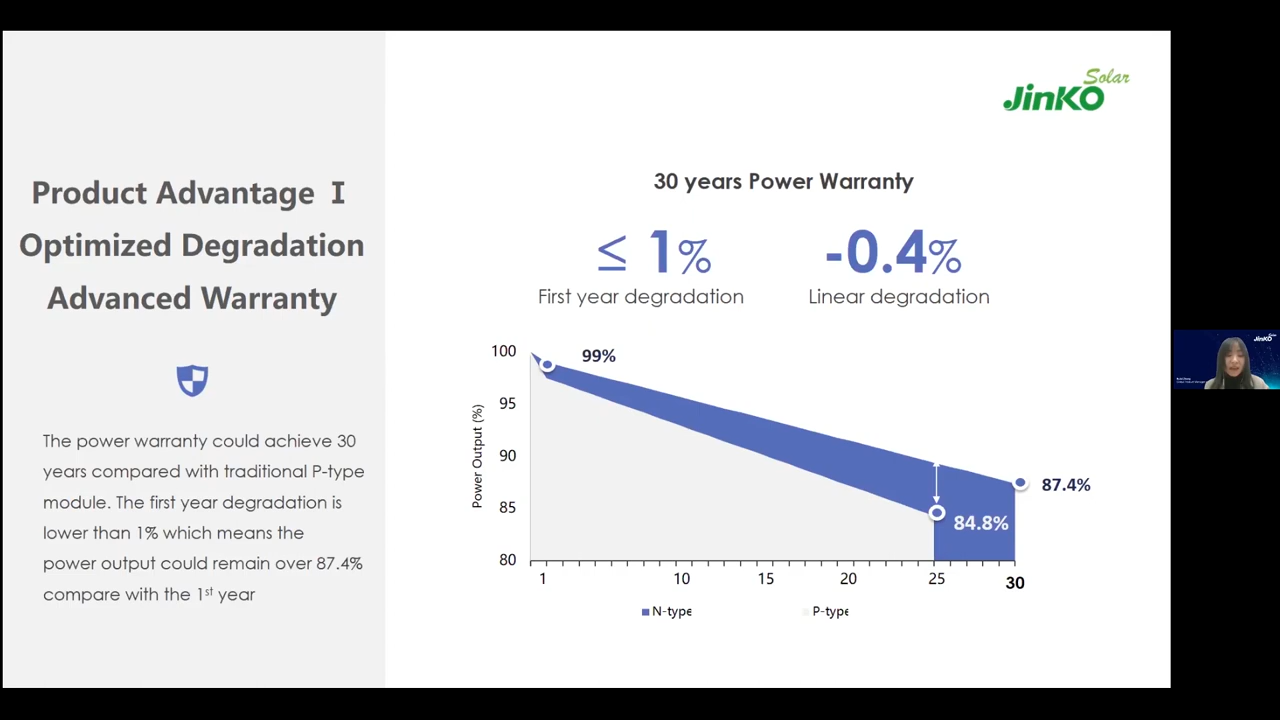 Product Advantage I
Optimized Degradation
Advanced Warranty
The power warranty could achieve 30
years compared with traditional P-type
module. The first year degradation is
lower than 1% which means the
power output could remain over 87.4%
compare with the 1st year
Solar
JinKO
30 years Power Warranty
≤ 1%
-0.4%
First year degradation
Linear degradation
Power Output (%)
100
95
90
85
80
99%
87.4%
84.8%
1
10
15
20
25
30
N-type
P-type
JinKO